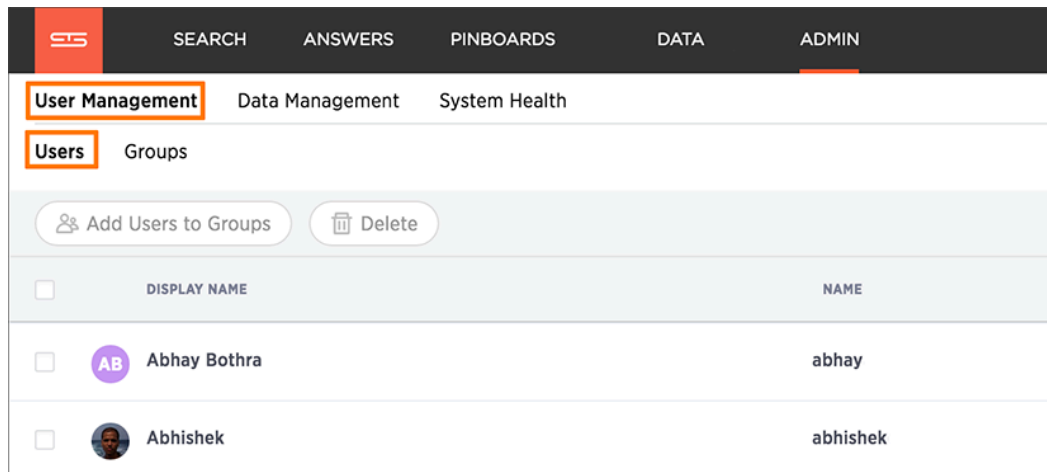 SEARCH ANSWERS PINBOARDS DATA ADMIN
User Management Data Management System Health
Users Groups
Add Users to Groups Delete
DISPLAY NAME NAME
AB Abhay Bothra abhay
Abhishek abhishek